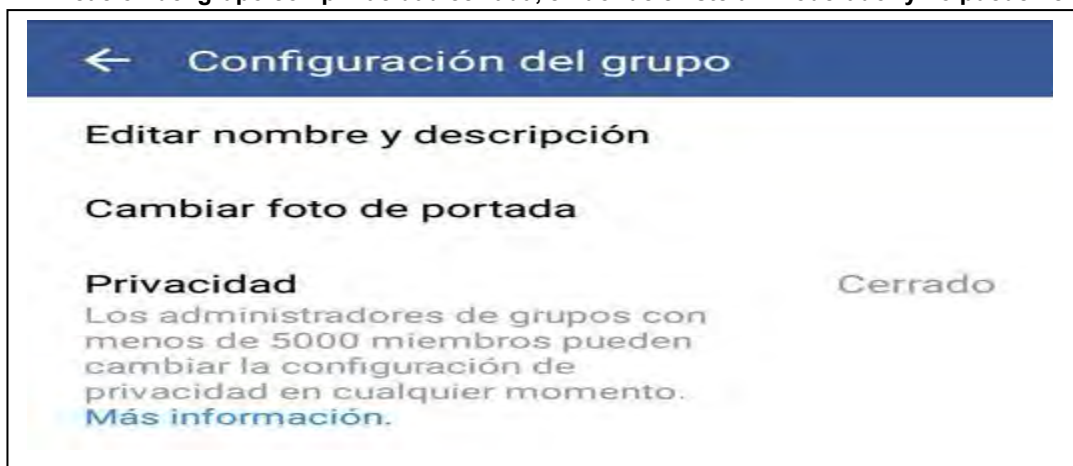 Configuración del grupo
Editar nombre y descripción
Cambiar foto de portada
Privacidad
Cerrado
Los administradores de grupos con
menos de 5000 miembros pueden
cambiar la configuración de
privacidad en cualquier momento.
Más información.